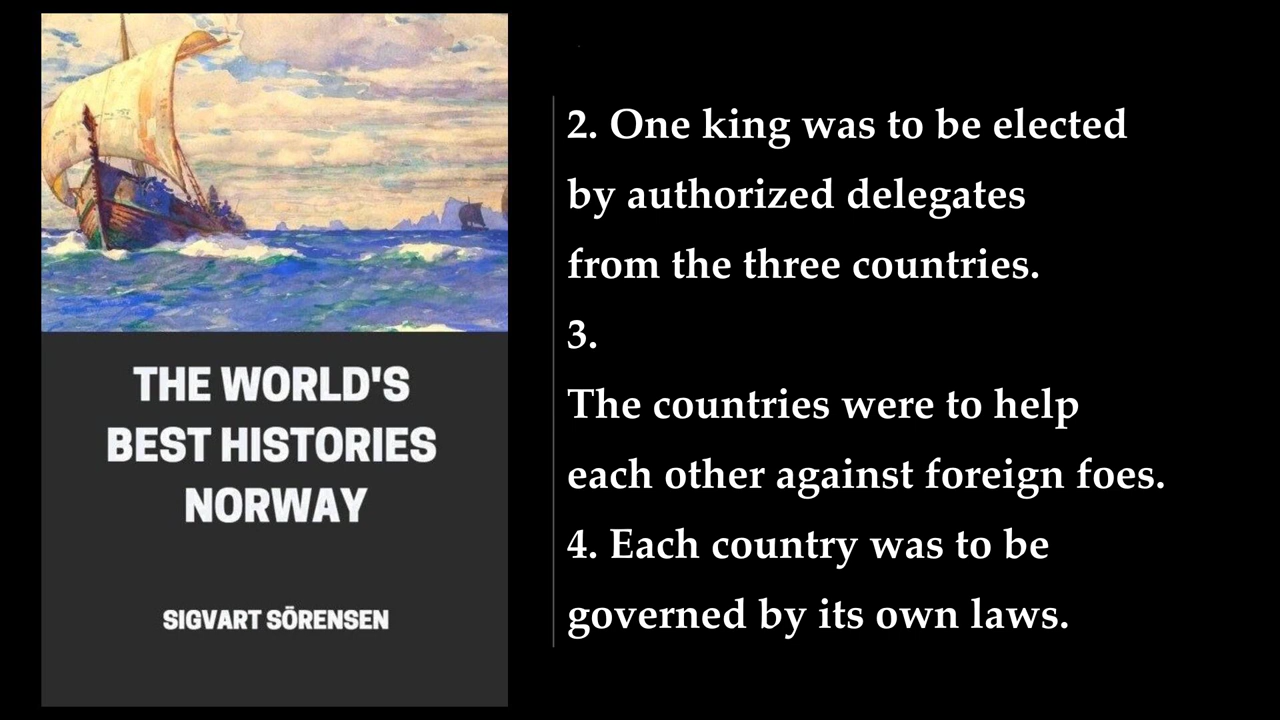 THE WORLD'S
BEST HISTORIES
NORWAY
SIGVART SÖRENSEN
2. One king was to be elected
by authorized delegates
from the three countries.
3.
The countries were to help
each other against foreign foes.
4. Each country was to be
governed by its own laws.